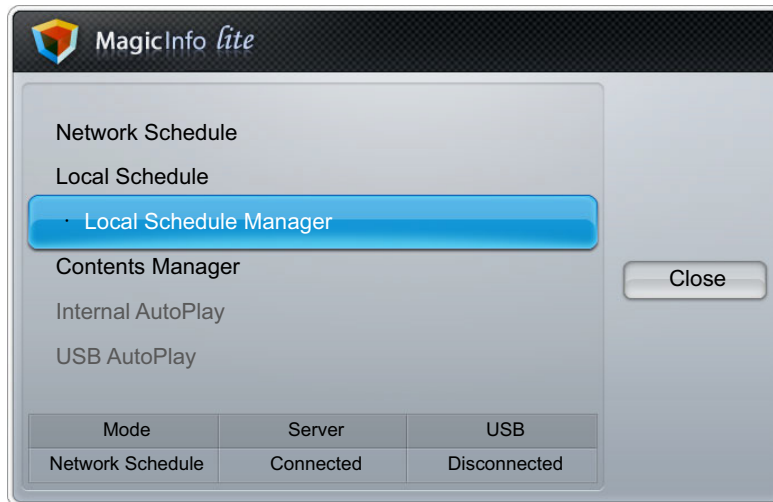 MagicInfo lite
Network Schedule
Local Schedule
· Local Schedule Manager
Contents Manager
Close
Internal AutoPlay
USB AutoPlay
Mode Server USB
Network Schedule Connected Disconnected